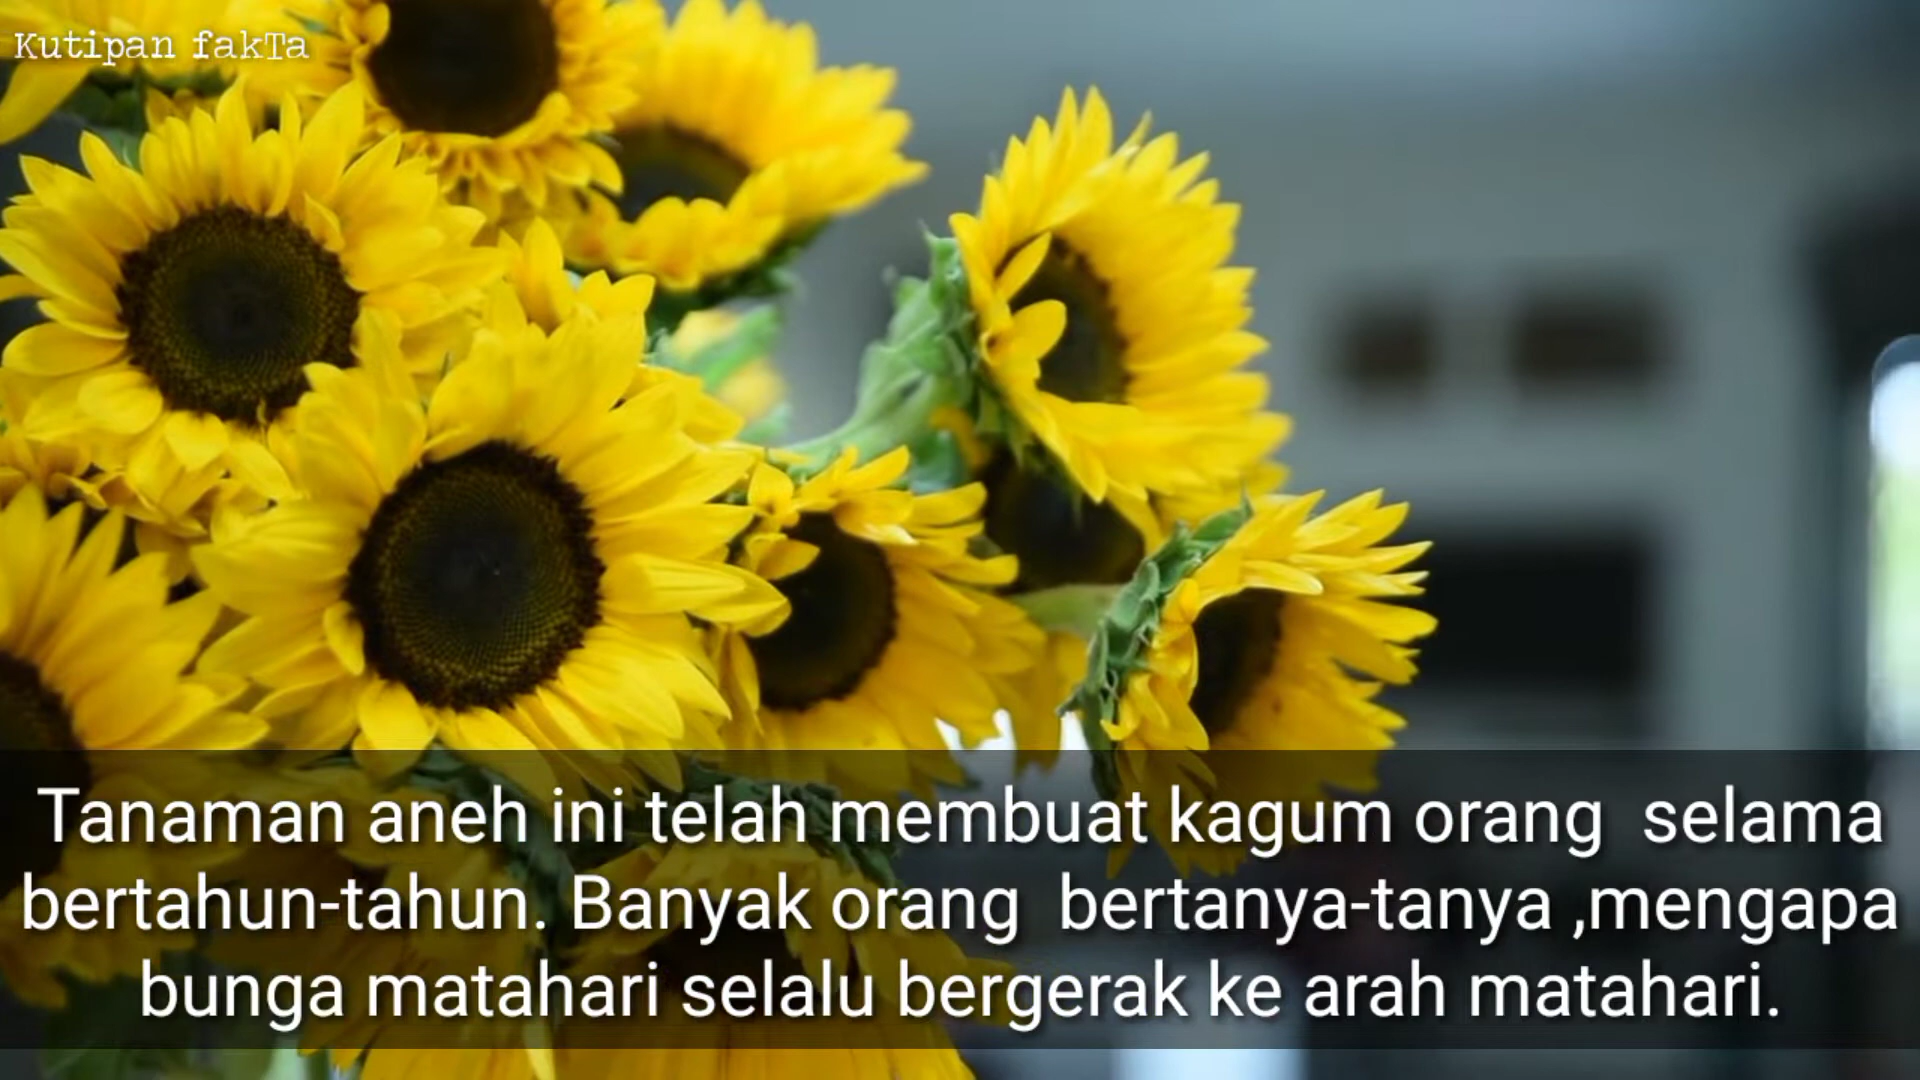 Kutipan fakTa
Tanaman aneh ini telah membuat kagum orang  selama
bertahun-tahun. Banyak orang  bertanya-tanya ,mengapa
bunga matahari selalu bergerak ke arah matahari.